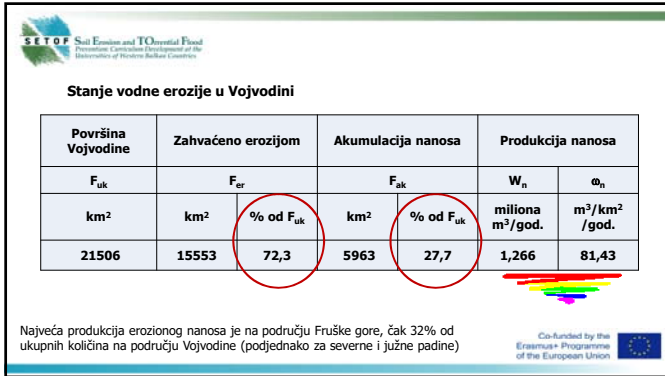 SETOF Soil Erosion and TOrrential Flood
Preventive Curriculum Development at the
Universities of Western Balkan Countries
Stanje vodne erozije u Vojvodini
Površina Vojvodine Zahvaćeno erozijom Akumulacija nanosa Produkcija nanosa
Fuk Fer Fak Wn ωn
km² km² % od Fuk km² % od Fuk miliona m³/god. m³/km² /god.
21506 15553 72,3 5963 27,7 1,266 81,43
Najveća produkcija erozionog nanosa je na području Fruške gore, čak 32% od
ukupnih količina na području Vojvodine (podjednako za severne i južne padine)
Co-funded by the
Erasmus+ Programme
of the European Union